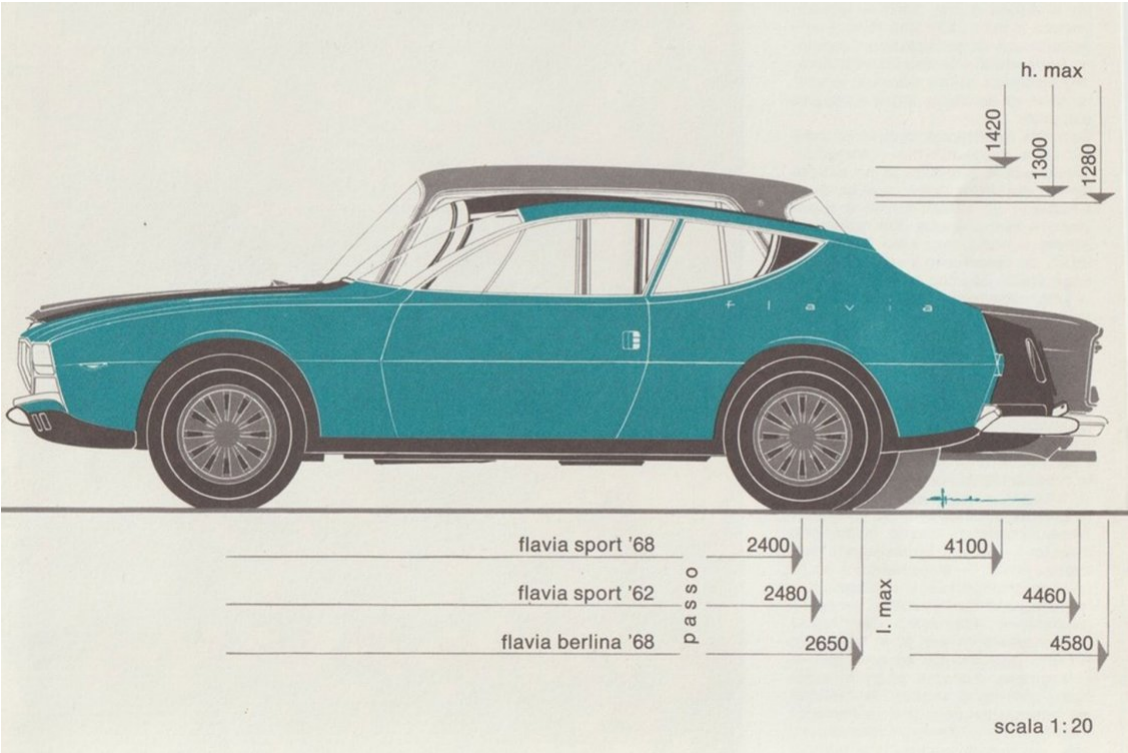 h. max
1420
1300
1280
flavia
flavia sport '68
2400
4100
flavia sport '62
passo
2480
l. max
4460
flavia berlina '68
2650
4580
scala 1:20